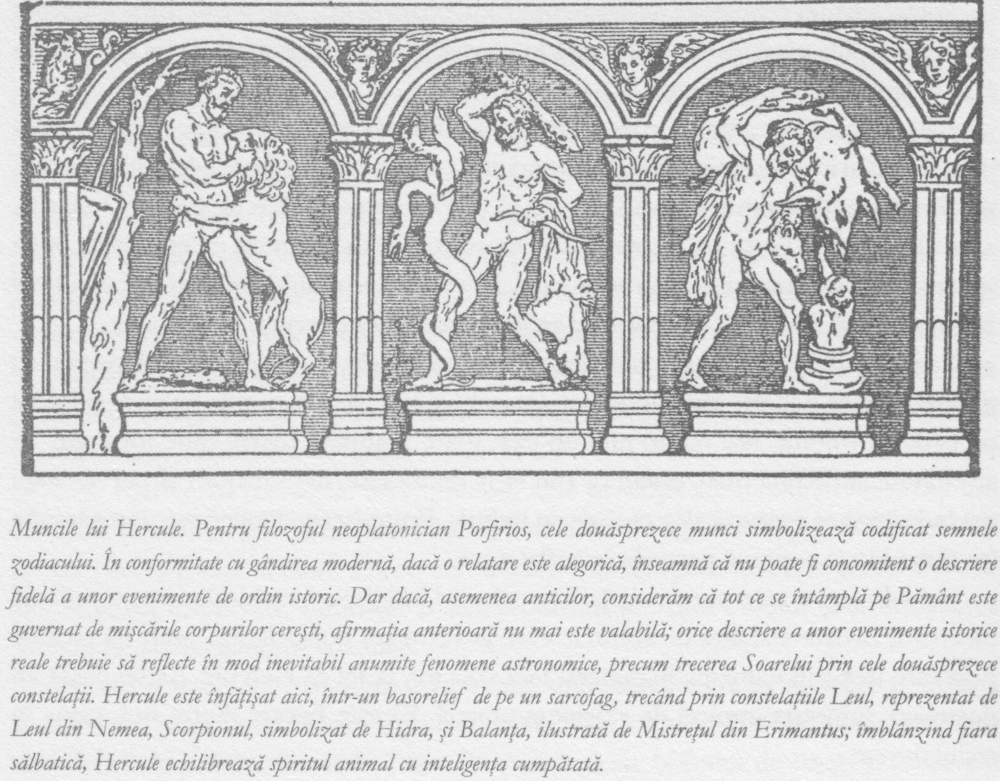 Muncile lui Hercule. Pentru filozoful neoplatonician Porfirios, cele douăsprezece munci simbolizează codificat semnele
zodiacului. În conformitate cu gândirea modernă, dacă o relatare este alegorică, înseamnă că nu poate fi concomitent o descriere
fidelă a unor evenimente de ordin istoric. Dar dacă, asemenea anticilor, considerăm că tot ce se întâmplă pe Pământ este
guvernat de mişcările corpurilor cereşti, afirmaţia anterioară nu mai este valabilă; orice descriere a unor evenimente istorice
reale trebuie să reflecte în mod inevitabil anumite fenomene astronomice, precum trecerea Soarelui prin cele douăsprezece
constelaţii. Hercule este înfăţişat aici, într-un basorelief de pe un sarcofag, trecând prin constelaţiile Leul, reprezentat de
Leul din Nemea, Scorpionul, simbolizat de Hidra, şi Balanţa, ilustrată de Mistreţul din Erimantus; îmblânzind fiara
sălbatică, Hercule echilibrează spiritul animal cu inteligenţa cumpătată.